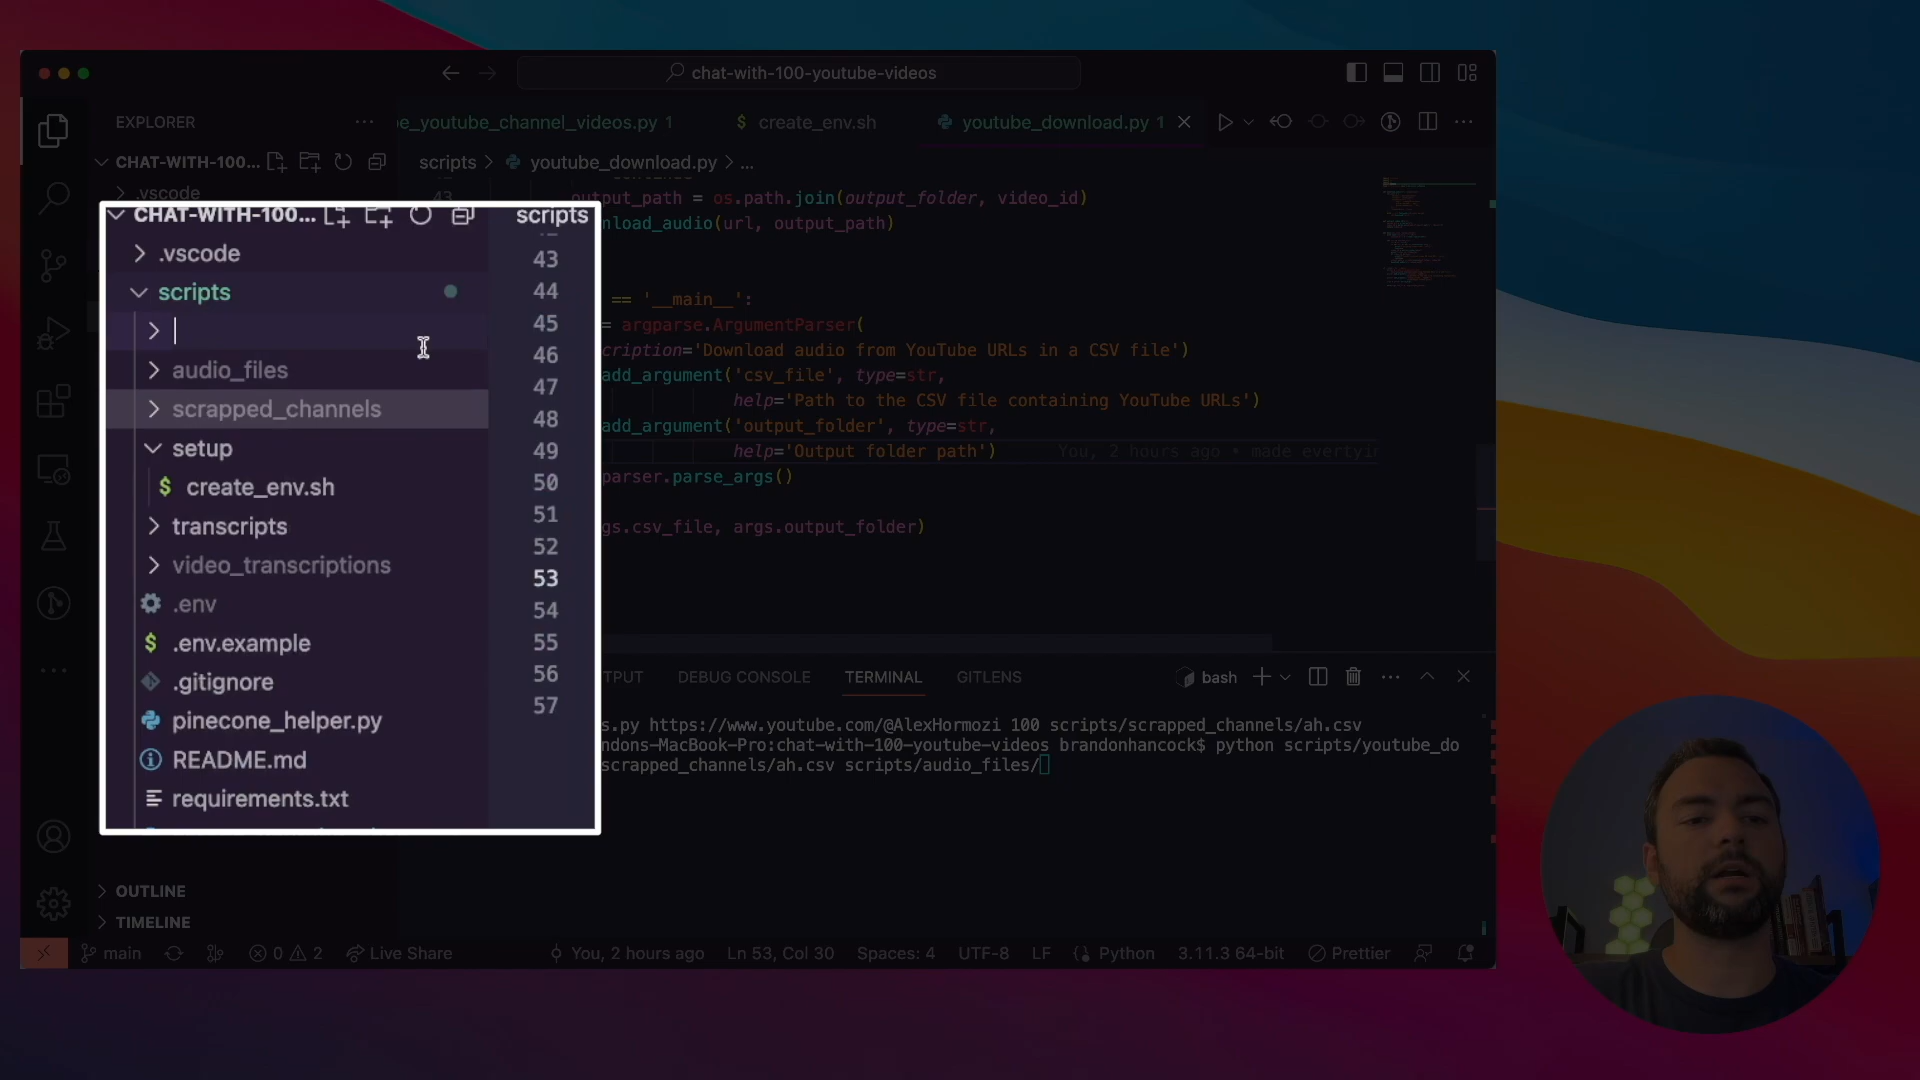 chat-with-100-youtube-videos
EXPLORER
e_youtube_channel_videos.py 1
create_env.sh
youtube_download.py 1
CHAT-WITH-100...
scripts > youtube_download.py > ...
.vscode
43
output_path = os.path.join(output_folder, video_id)
nload_audio(url, output_path)
== '__main__':
= argparse.ArgumentParser(
cription='Download audio from YouTube URLs in a CSV file')
add_argument('csv_file', type=str,
help='Path to the CSV file containing YouTube URLs')
add_argument('output_folder', type=str,
help='Output folder path') You, 2 hours ago • made evertyin
parser.parse_args()
gs.csv_file, args.output_folder)
CHAT-WITH-100... scripts
.vscode
scripts
audio_files
scrapped_channels
setup
create_env.sh
transcripts
video_transcriptions
.env
.env.example
.gitignore
pinecone_helper.py
README.md
requirements.txt
43
44
45
46
47
48
49
50
51
52
53
54
55
56
57
TPUT DEBUG CONSOLE TERMINAL GITLENS bash
s.py https://www.youtube.com/@AlexHormozi 100 scripts/scrapped_channels/ah.csv
ndons-MacBook-Pro:chat-with-100-youtube-videos brandonhancock$ python scripts/youtube_do
scrapped_channels/ah.csv scripts/audio_files/
OUTLINE
TIMELINE
main 0 2 Live Share You, 2 hours ago Ln 53, Col 30 Spaces: 4 UTF-8 LF Python 3.11.3 64-bit Prettier